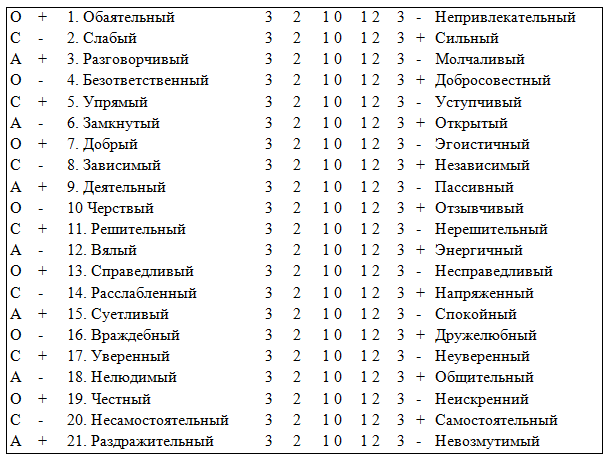 О + 1. Обаятельный 3 2 1 0 1 2 3 - Непривлекательный
С - 2. Слабый 3 2 1 0 1 2 3 + Сильный
А + 3. Разговорчивый 3 2 1 0 1 2 3 - Молчаливый
О - 4. Безответственный 3 2 1 0 1 2 3 + Добросовестный
С + 5. Упрямый 3 2 1 0 1 2 3 - Уступчивый
А - 6. Замкнутый 3 2 1 0 1 2 3 + Открытый
О + 7. Добрый 3 2 1 0 1 2 3 - Эгоистичный
С - 8. Зависимый 3 2 1 0 1 2 3 + Независимый
А + 9. Деятельный 3 2 1 0 1 2 3 - Пассивный
О - 10 Черствый 3 2 1 0 1 2 3 + Отзывчивый
С + 11. Решительный 3 2 1 0 1 2 3 - Нерешительный
А - 12. Вялый 3 2 1 0 1 2 3 + Энергичный
О + 13. Справедливый 3 2 1 0 1 2 3 - Несправедливый
С - 14. Расслабленный 3 2 1 0 1 2 3 + Напряженный
А + 15. Суетливый 3 2 1 0 1 2 3 - Спокойный
О - 16. Враждебный 3 2 1 0 1 2 3 + Дружелюбный
С + 17. Уверенный 3 2 1 0 1 2 3 - Неуверенный
А - 18. Нелюдимый 3 2 1 0 1 2 3 + Общительный
О + 19. Честный 3 2 1 0 1 2 3 - Неискренний
С - 20. Несамостоятельный 3 2 1 0 1 2 3 + Самостоятельный
А + 21. Раздражительный 3 2 1 0 1 2 3 - Невозмутимый